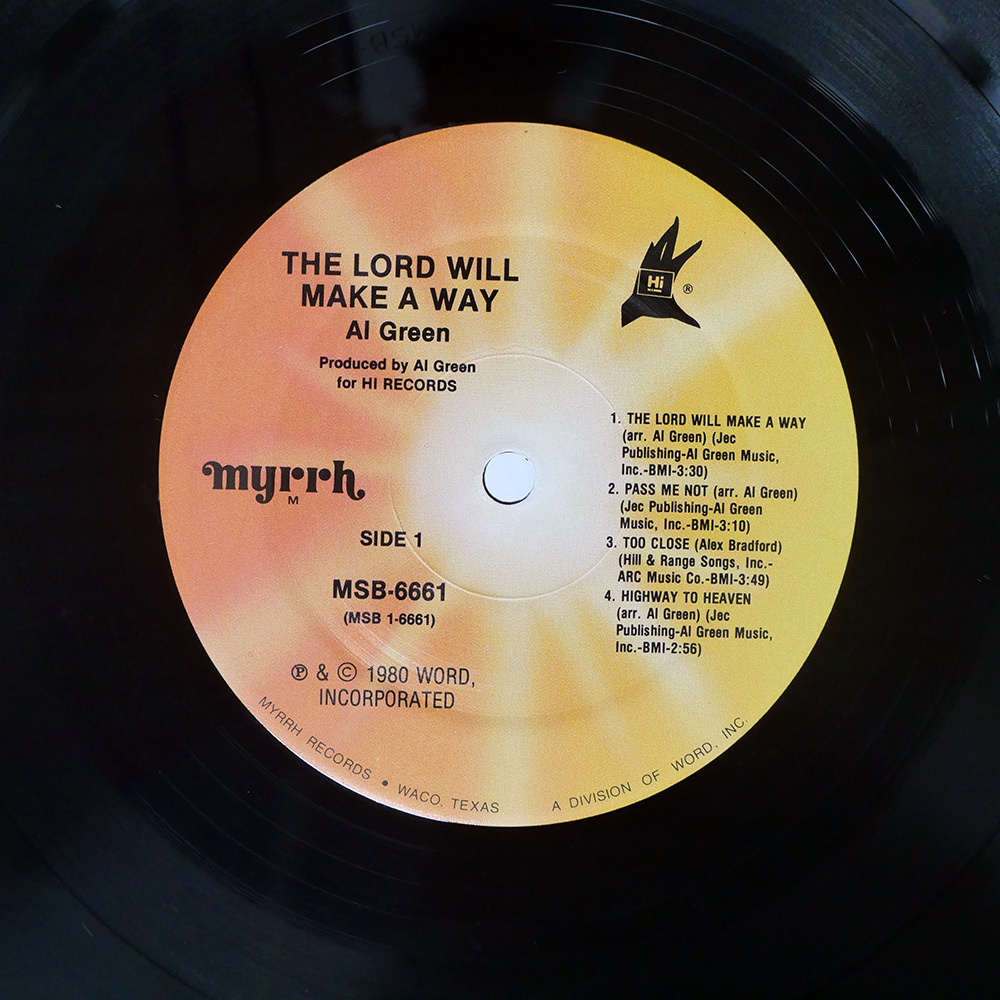 THE LORD WILL
MAKE A WAY
Al Green
Produced by Al Green
for HI RECORDS
Hi
®
myrrh
M
SIDE 1
MSB-6661
(MSB 1-6661)
℗ & © 1980 WORD,
INCORPORATED
1. THE LORD WILL MAKE A WAY
(arr. Al Green) (Jec
Publishing-Al Green Music,
Inc.-BMI-3:30)
2. PASS ME NOT (arr. Al Green)
(Jec Publishing-Al Green
Music, Inc.-BMI-3:10)
3. TOO CLOSE (Alex Bradford)
(Hill & Range Songs, Inc.-
ARC Music Co.-BMI-3:49)
4. HIGHWAY TO HEAVEN
(arr. Al Green) (Jec
Publishing-Al Green Music,
Inc.-BMI-2:56)
MYRRH RECORDS • WACO, TEXAS A DIVISION OF WORD, INC.